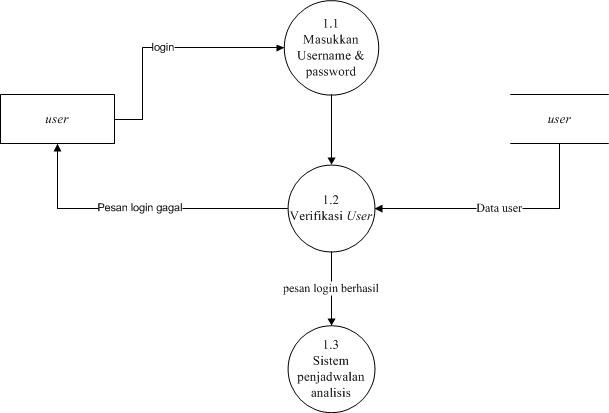 1.1
Masukkan
Username &
password
login
user
user
1.2
Verifikasi User
Pesan login gagal
Data user
pesan login berhasil
1.3
Sistem
penjadwalan
analisis